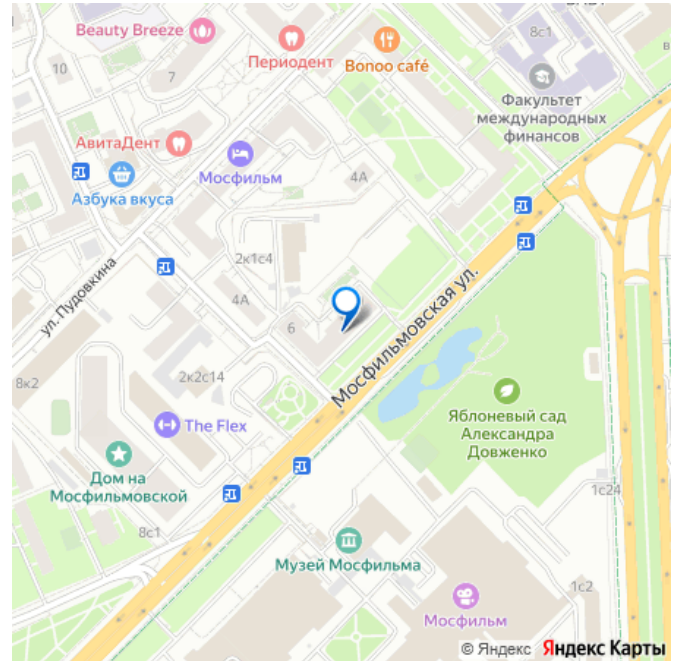 Beauty Breeze
Периодент
Bonoo café
8с1
10
7
Факультет
международных
финансов
АвитаДент
Мосфильм
4А
Азбука вкуса
2к1с4
ул. Пудовкина
4А
6
Мосфильмовская ул.
8к2
2к2с14
The Flex
Яблоневый сад
Александра
Довженко
Дом на
Мосфильмовской
1с24
8с1
Музей Мосфильма
1с2
Мосфильм
© Яндекс Яндекс Карты